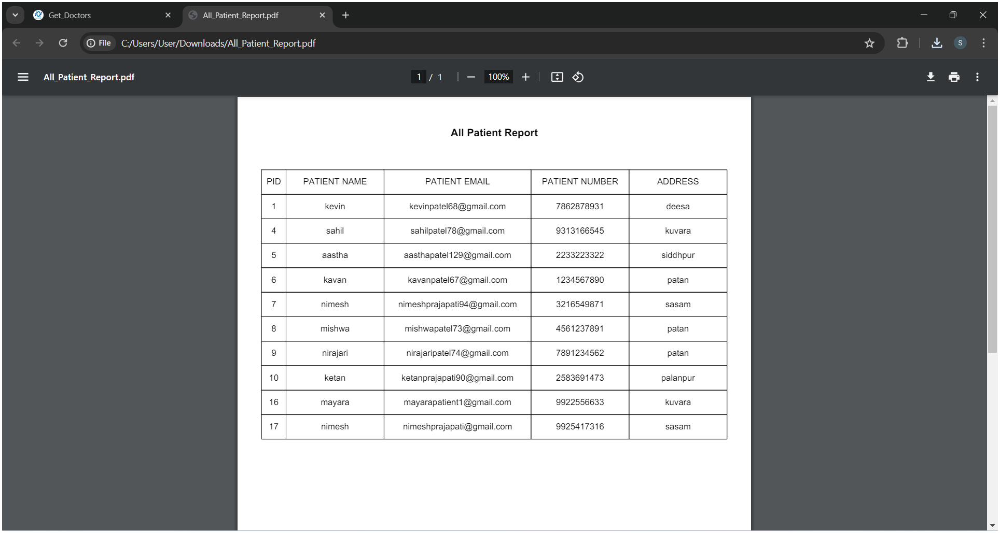 Get_Doctors
All_Patient_Report.pdf
File C:/Users/User/Downloads/All_Patient_Report.pdf
S
All_Patient_Report.pdf
1 / 1
100%
All Patient Report
PID PATIENT NAME PATIENT EMAIL PATIENT NUMBER ADDRESS
1 kevin kevinpatel68@gmail.com 7862878931 deesa
4 sahil sahilpatel78@gmail.com 9313166545 kuvara
5 aastha aasthapatel129@gmail.com 2233223322 siddhpur
6 kavan kavanpatel67@gmail.com 1234567890 patan
7 nimesh nimeshprajapati94@gmail.com 3216549871 sasam
8 mishwa mishwapatel73@gmail.com 4561237891 patan
9 nirajari nirajaripatel74@gmail.com 7891234562 patan
10 ketan ketanprajapati90@gmail.com 2583691473 palanpur
16 mayara mayarapatient1@gmail.com 9922556633 kuvara
17 nimesh nimeshprajapati@gmail.com 9925417316 sasam